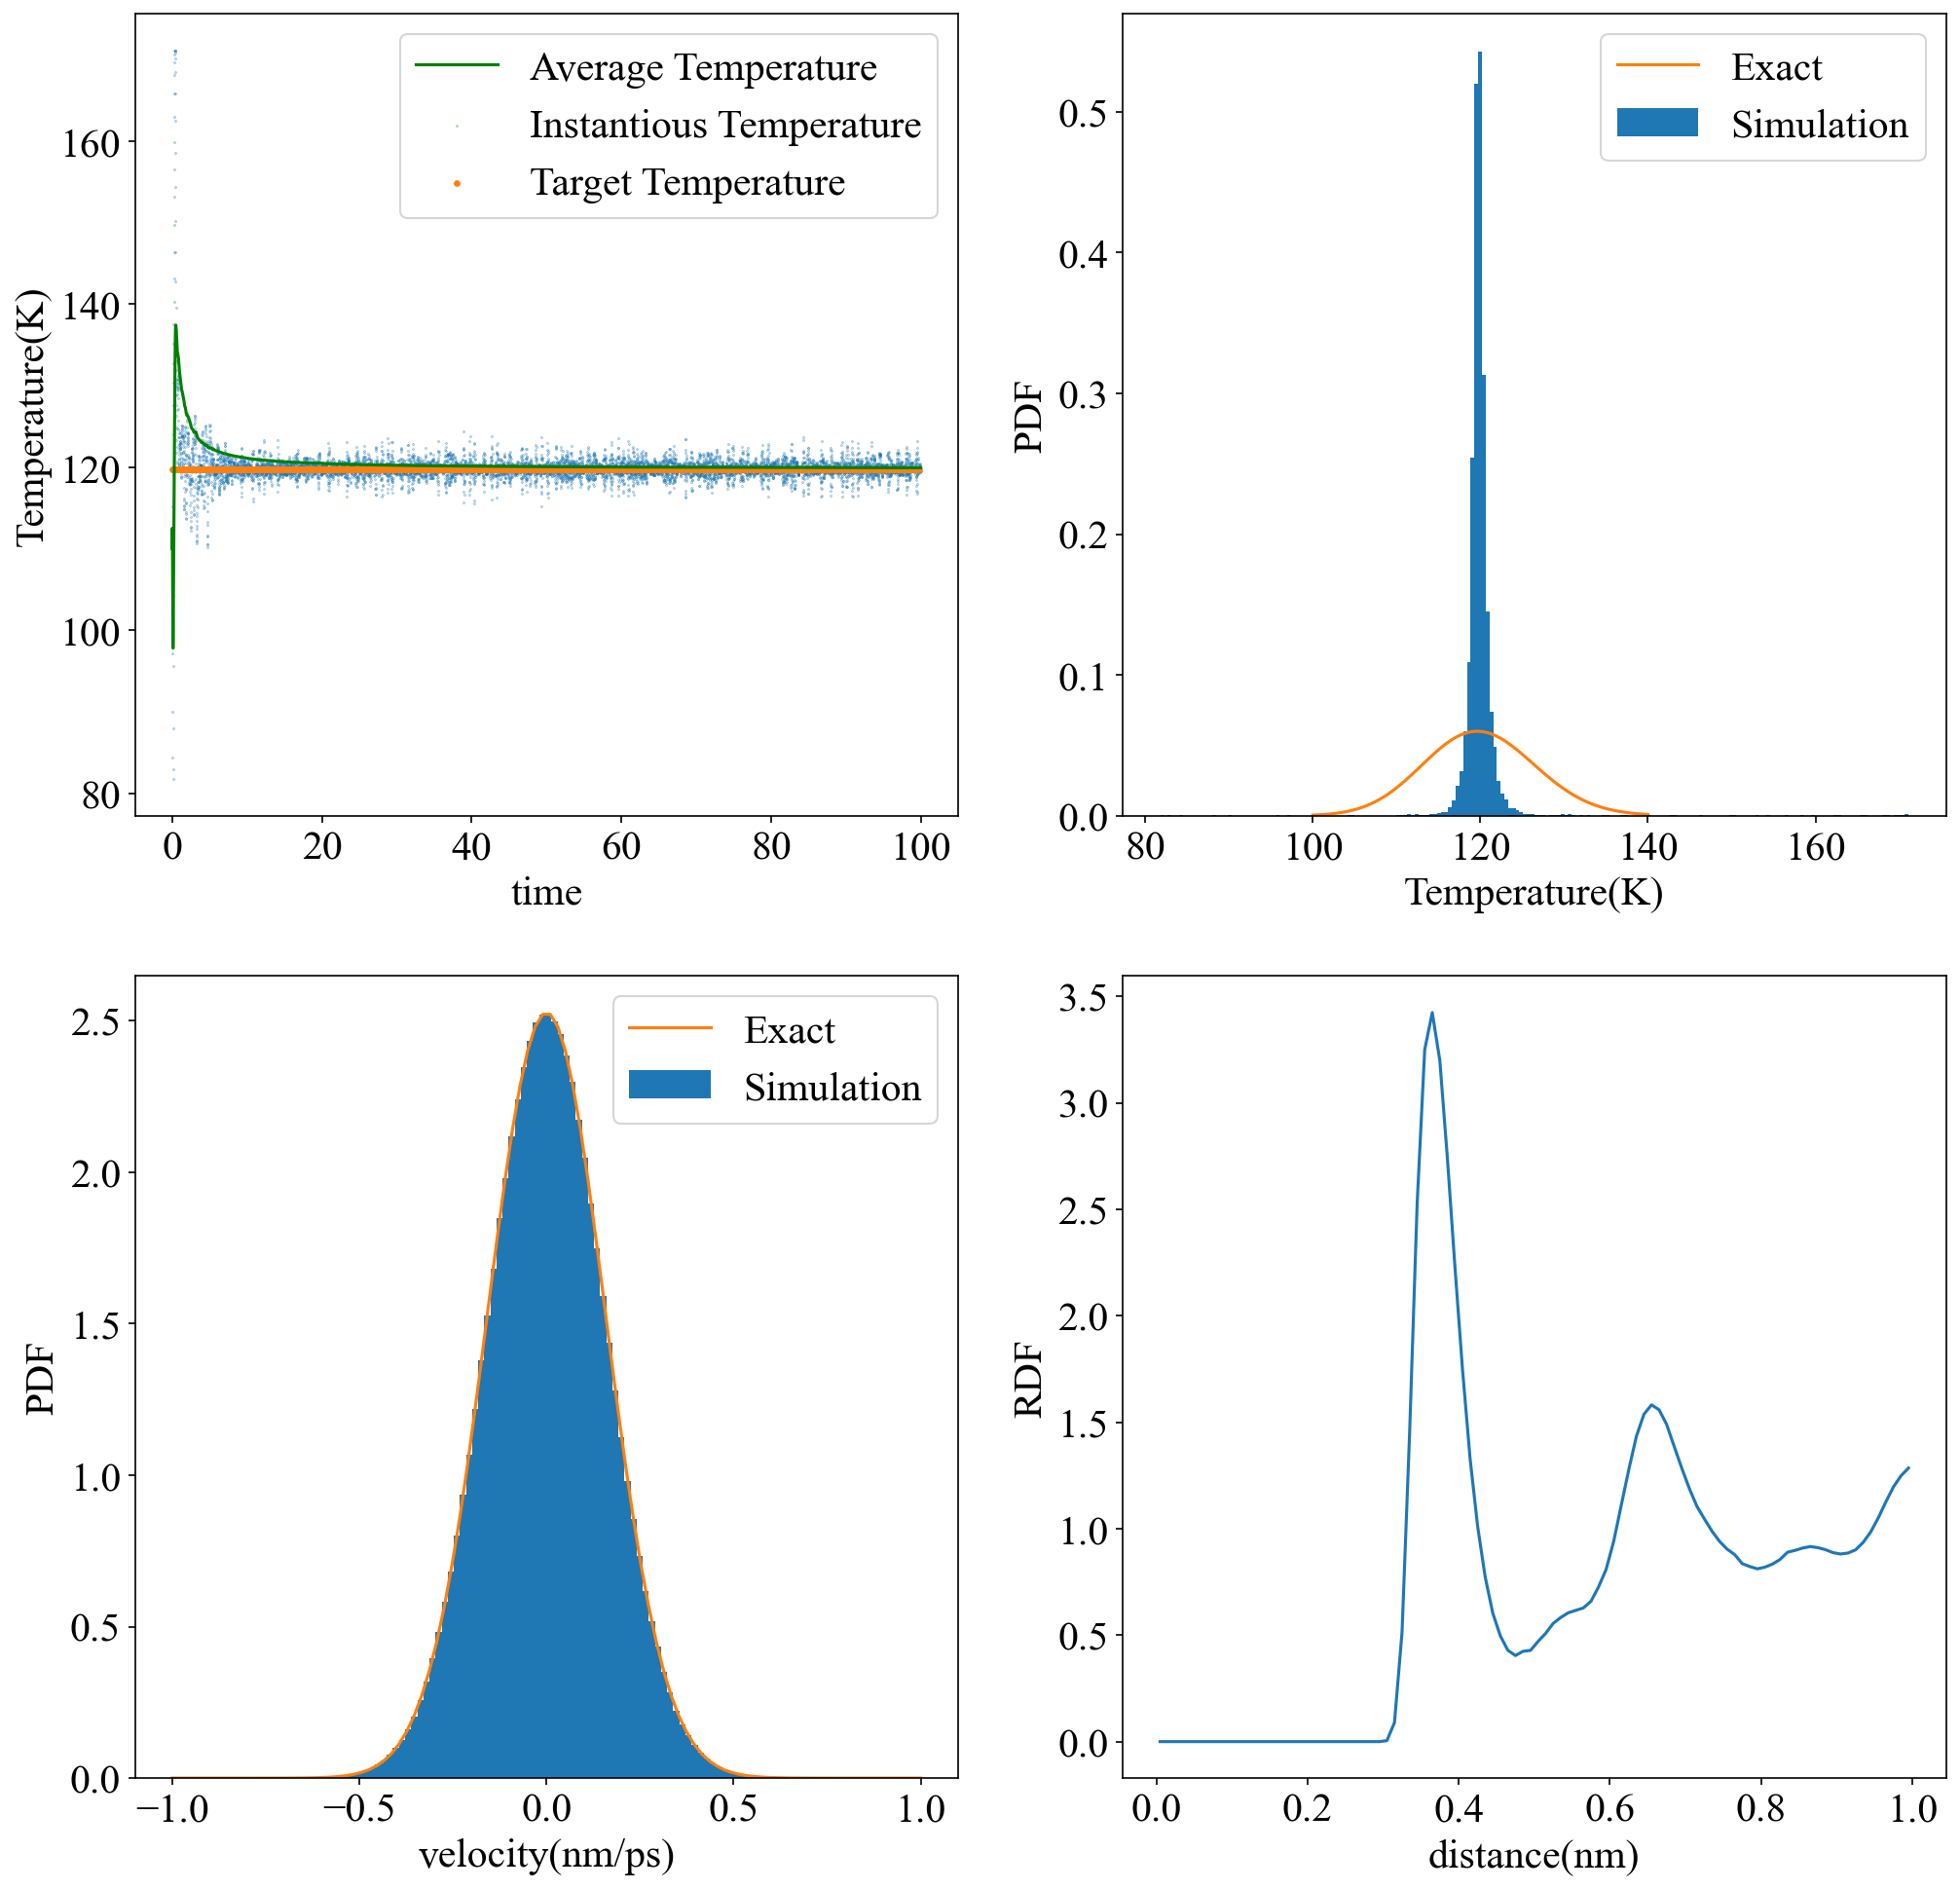 Average Temperature
Instantious Temperature
Target Temperature
Temperature(K)
160
140
120
100
80
0 20 40 60 80 100
time
Exact
Simulation
PDF
0.5
0.4
0.3
0.2
0.1
0.0
80 100 120 140 160
Temperature(K)
Exact
Simulation
PDF
2.5
2.0
1.5
1.0
0.5
0.0
−1.0 −0.5 0.0 0.5 1.0
velocity(nm/ps)
RDF
3.5
3.0
2.5
2.0
1.5
1.0
0.5
0.0
0.0 0.2 0.4 0.6 0.8 1.0
distance(nm)